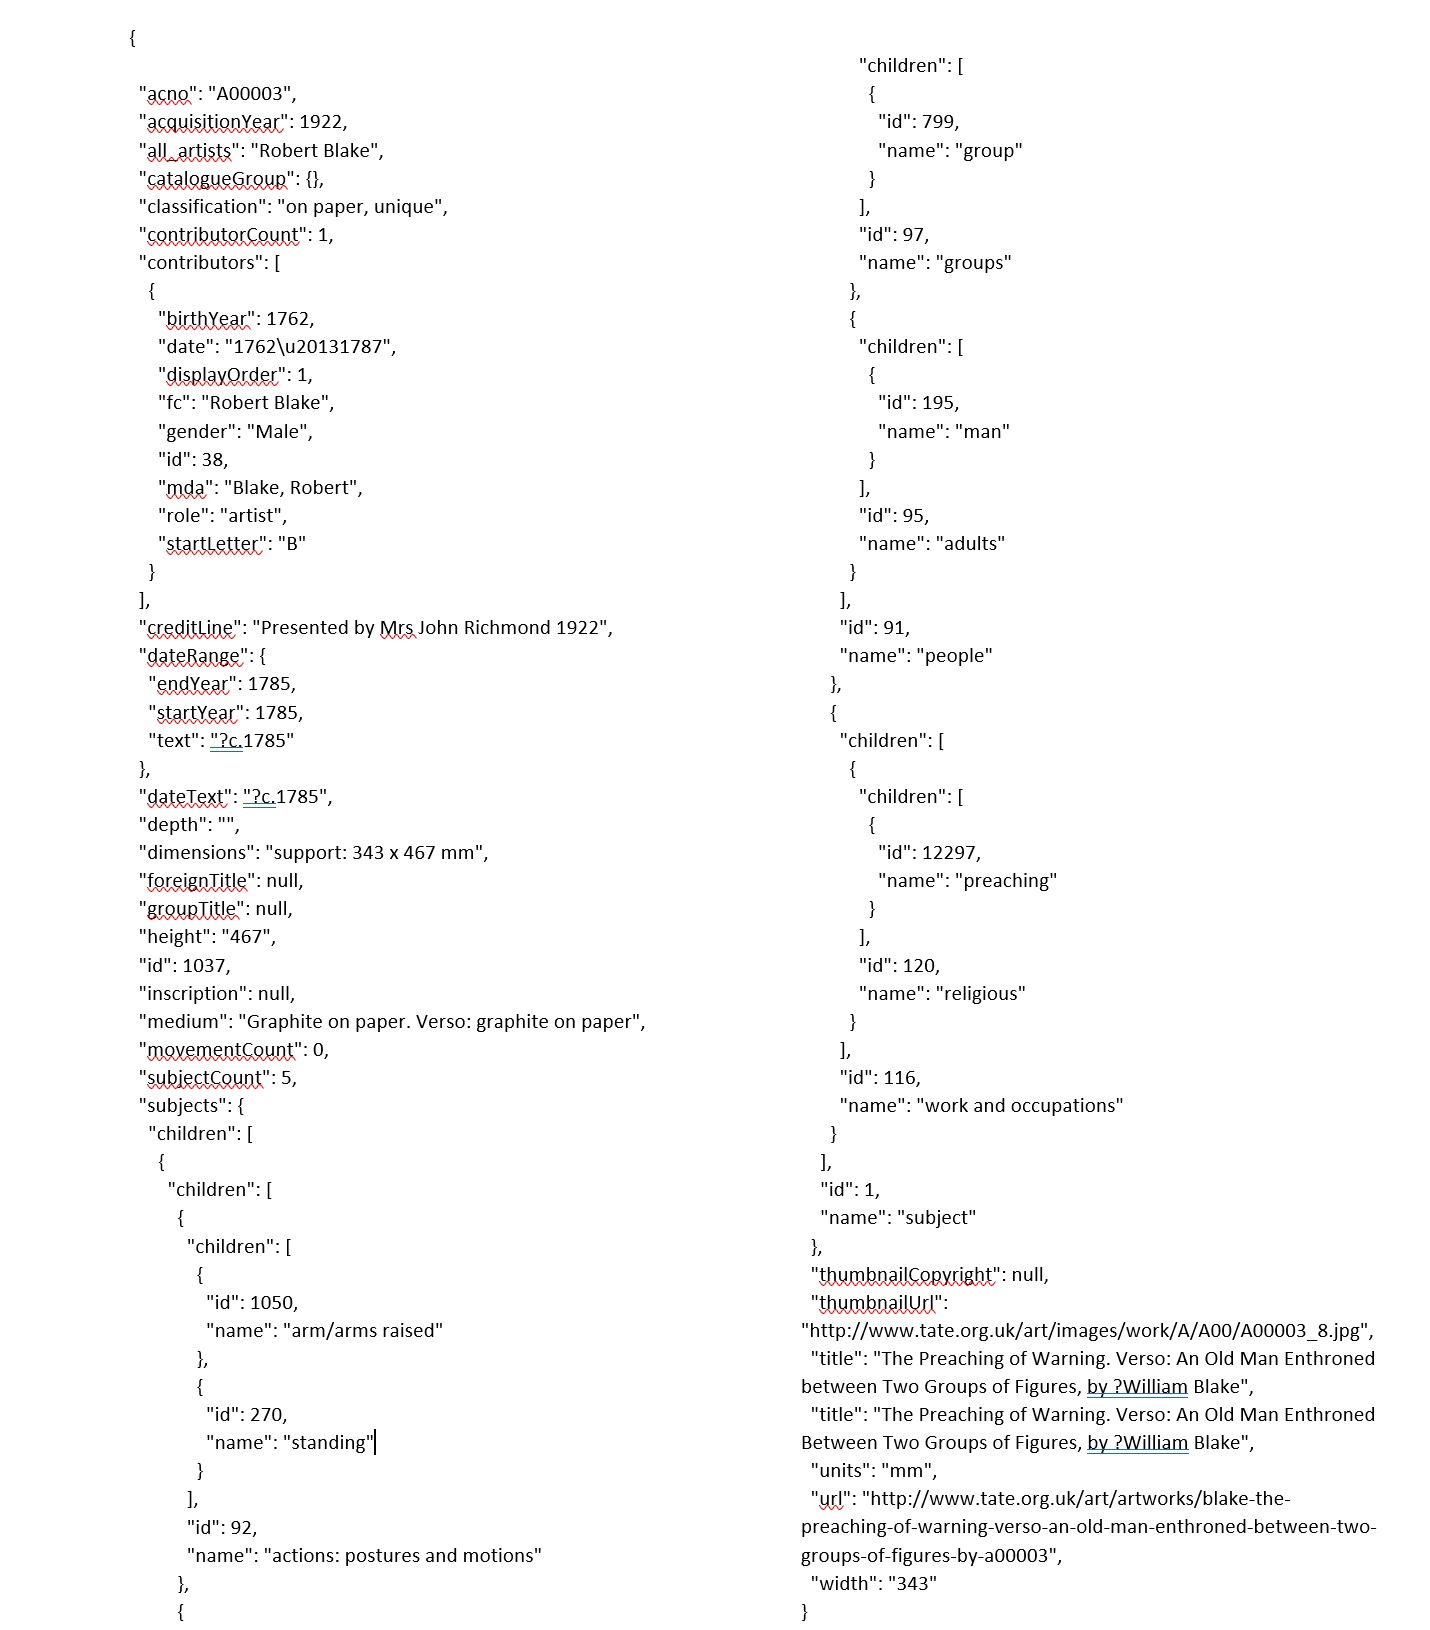 {
"acno": "A00003",
"acquisitionYear": 1922,
"all_artists": "Robert Blake",
"catalogueGroup": {},
"classification": "on paper, unique",
"contributorCount": 1,
"contributors": [
{
"birthYear": 1762,
"date": "1762\u20131787",
"displayOrder": 1,
"fc": "Robert Blake",
"gender": "Male",
"id": 38,
"mda": "Blake, Robert",
"role": "artist",
"startLetter": "B"
}
],
"creditLine": "Presented by Mrs John Richmond 1922",
"dateRange": {
"endYear": 1785,
"startYear": 1785,
"text": "?c.1785"
},
"dateText": "?c.1785",
"depth": "",
"dimensions": "support: 343 x 467 mm",
"foreignTitle": null,
"groupTitle": null,
"height": "467",
"id": 1037,
"inscription": null,
"medium": "Graphite on paper. Verso: graphite on paper",
"movementCount": 0,
"subjectCount": 5,
"subjects": {
"children": [
{
"children": [
{
"children": [
{
"id": 1050,
"name": "arm/arms raised"
},
{
"id": 270,
"name": "standing"
}
],
"id": 92,
"name": "actions: postures and motions"
},
{
"children": [
{
"id": 799,
"name": "group"
}
],
"id": 97,
"name": "groups"
},
{
"children": [
{
"id": 195,
"name": "man"
}
],
"id": 95,
"name": "adults"
}
],
"id": 91,
"name": "people"
},
{
"children": [
{
"children": [
{
"id": 12297,
"name": "preaching"
}
],
"id": 120,
"name": "religious"
}
],
"id": 116,
"name": "work and occupations"
}
],
"id": 1,
"name": "subject"
},
"thumbnailCopyright": null,
"thumbnailUrl":
"http://www.tate.org.uk/art/images/work/A/A00/A00003_8.jpg",
"title": "The Preaching of Warning. Verso: An Old Man Enthroned
between Two Groups of Figures, by ?William Blake",
"title": "The Preaching of Warning. Verso: An Old Man Enthroned
Between Two Groups of Figures, by ?William Blake",
"units": "mm",
"url": "http://www.tate.org.uk/art/artworks/blake-the-
preaching-of-warning-verso-an-old-man-enthroned-between-two-
groups-of-figures-by-a00003",
"width": "343"
}